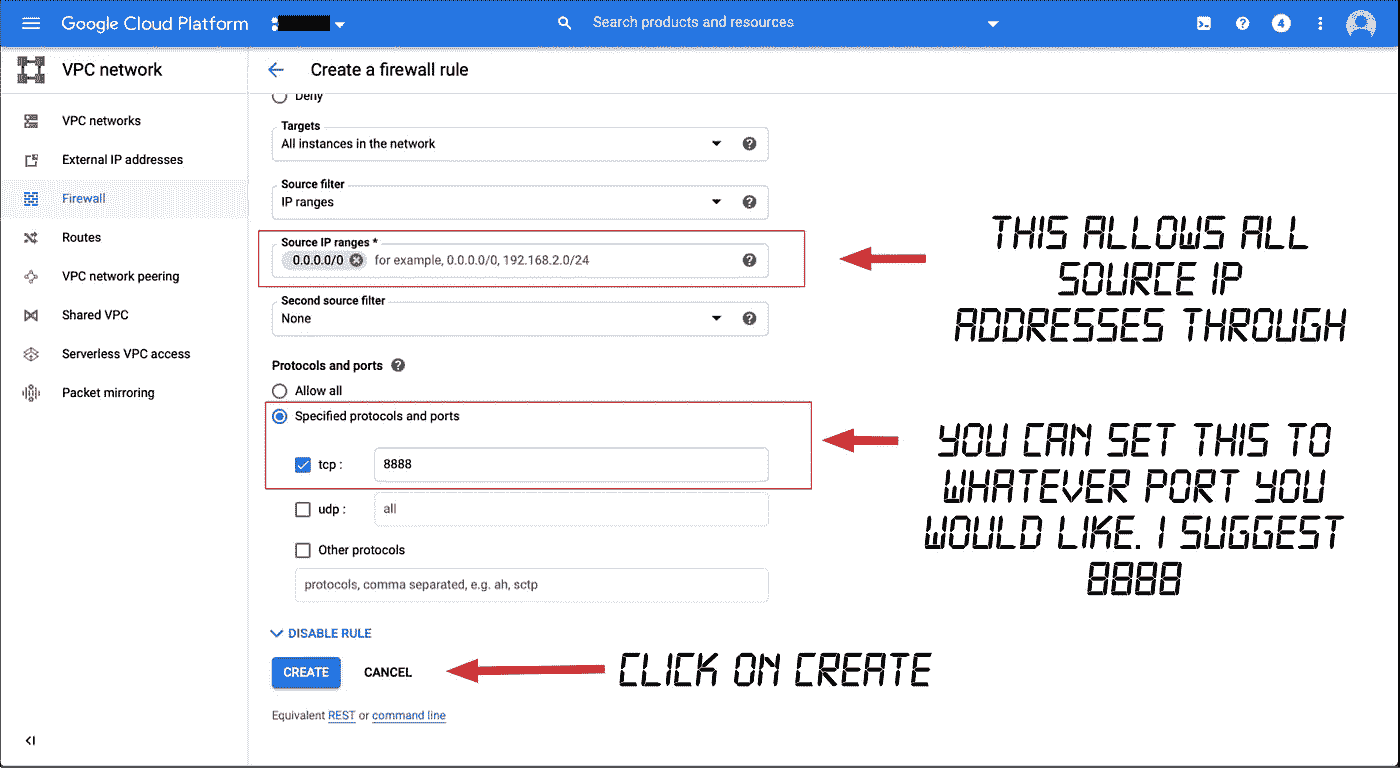 Google Cloud Platform
Search products and resources
4
VPC network
Create a firewall rule
VPC networks
External IP addresses
Firewall
Routes
VPC network peering
Shared VPC
Serverless VPC access
Packet mirroring
Deny
Targets
All instances in the network
Source filter
IP ranges
Source IP ranges *
0.0.0.0/0 for example, 0.0.0.0/0, 192.168.2.0/24
Second source filter
None
Protocols and ports
Allow all
Specified protocols and ports
tcp : 8888
udp : all
Other protocols
protocols, comma separated, e.g. ah, sctp
DISABLE RULE
CREATE CANCEL
Equivalent REST or command line
THIS ALLOWS ALL
SOURCE IP
ADDRESSES THROUGH
YOU CAN SET THIS TO
WHATEVER PORT YOU
WOULD LIKE. I SUGGEST
8888
CLICK ON CREATE